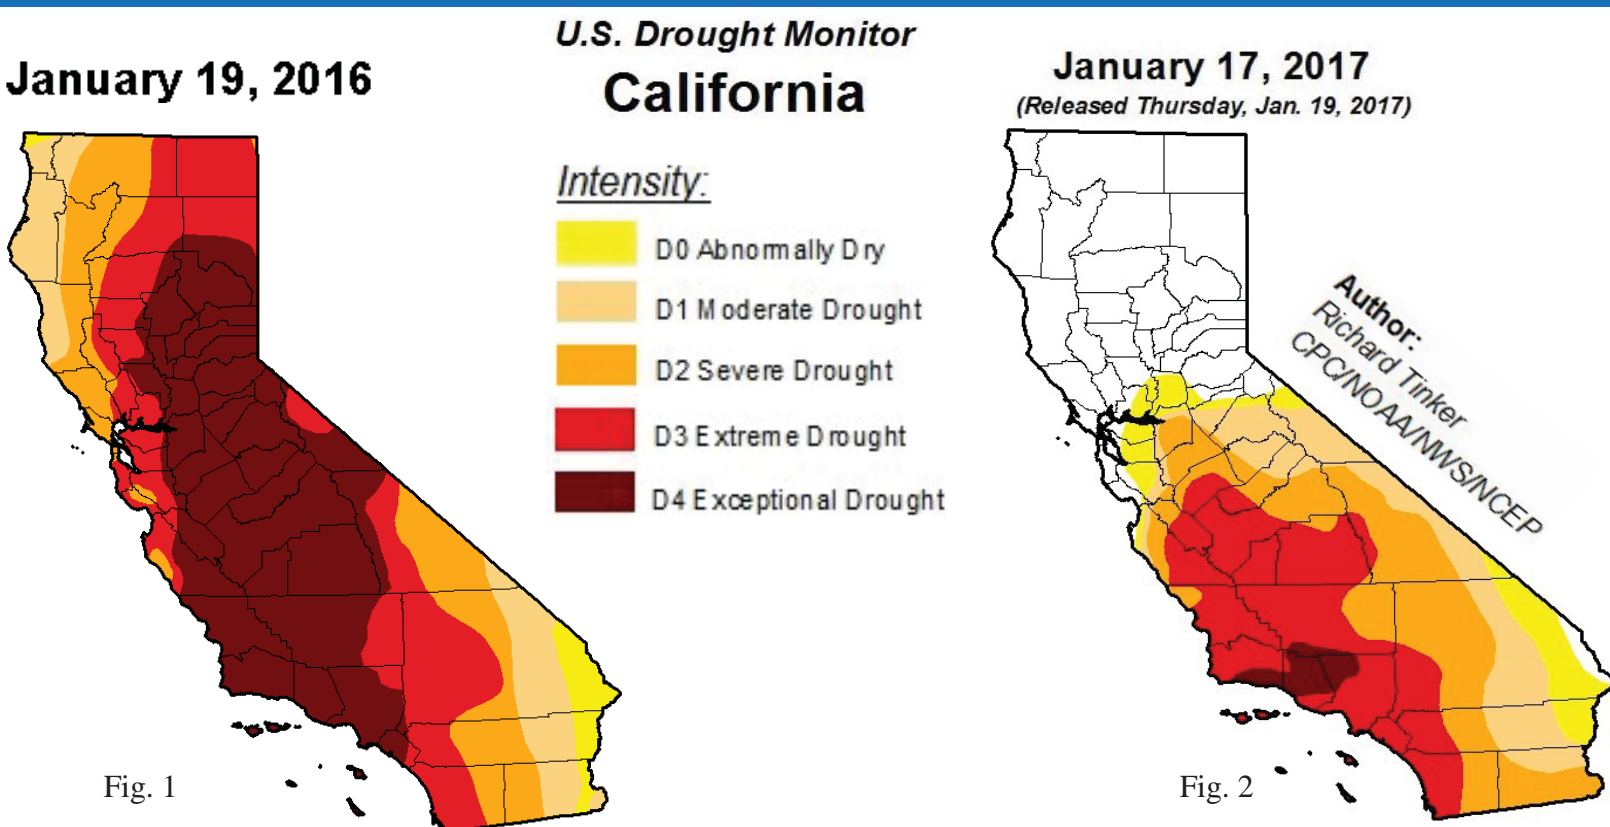 January 19, 2016
U.S. Drought Monitor
California
January 17, 2017
(Released Thursday, Jan. 19, 2017)
Intensity:
D0 Abnormally Dry
D1 Moderate Drought
D2 Severe Drought
D3 Extreme Drought
D4 Exceptional Drought
Author:
Richard Tinker
CPC/NOAA/NWS/NCEP
Fig. 1
Fig. 2